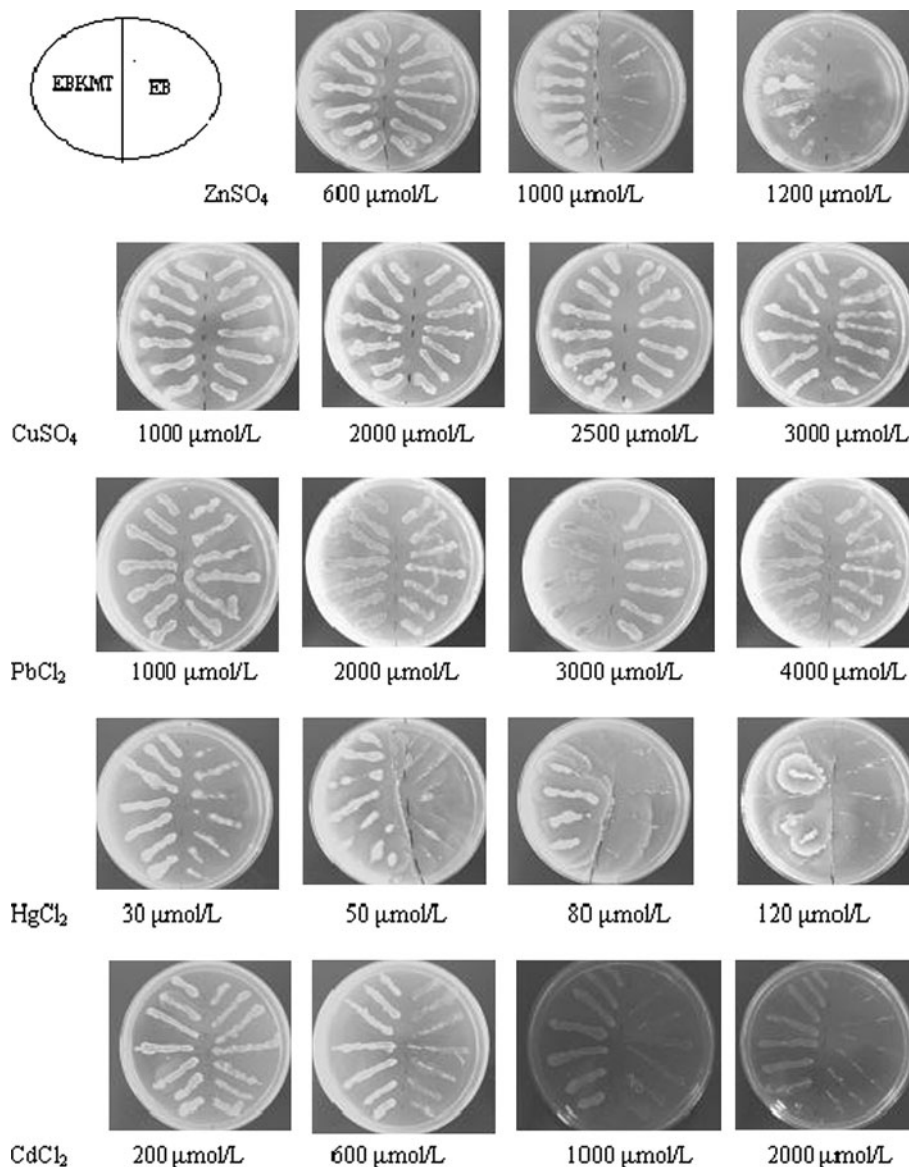 EBKMT EB
ZnSO₄ 600 μmol/L 1000 μmol/L 1200 μmol/L
CuSO₄ 1000 μmol/L 2000 μmol/L 2500 μmol/L 3000 μmol/L
PbCl₂ 1000 μmol/L 2000 μmol/L 3000 μmol/L 4000 μmol/L
HgCl₂ 30 μmol/L 50 μmol/L 80 μmol/L 120 μmol/L
CdCl₂ 200 μmol/L 600 μmol/L 1000 μmol/L 2000 μmol/L